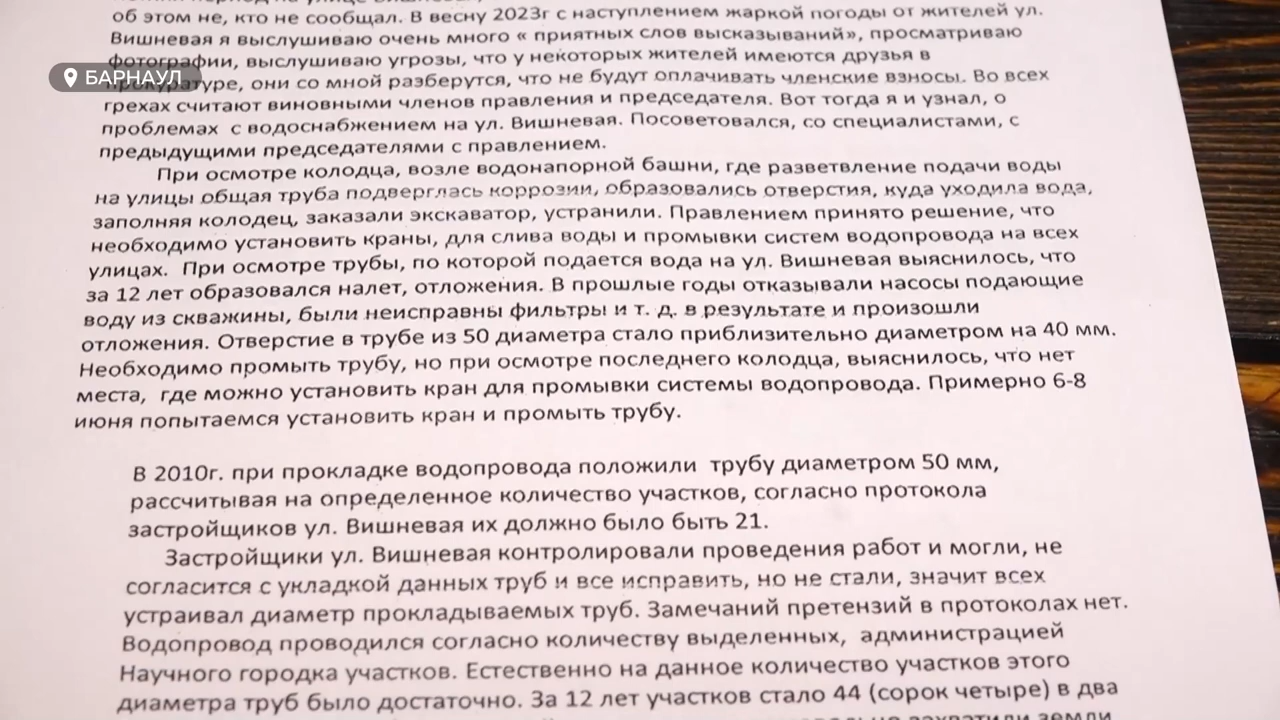 об этом не, кто не сообщал. В весну 2023г с наступлением жаркой погоды от жителей ул.
Вишневая я выслушиваю очень много « приятных слов высказываний», просматриваю
фотографии, выслушиваю угрозы, что у некоторых жителей имеются друзья в
БАРНАУЛ
прокуратуре, они со мной разберутся, что не будут оплачивать членские взносы. Во всех
грехах считают виновными членов правления и председателя. Вот тогда я и узнал, о
проблемах с водоснабжением на ул. Вишневая. Посоветовался, со специалистами, с
предыдущими председателями с правлением.
При осмотре колодца, возле водонапорной башни, где разветвление подачи воды
на улицы общая труба подверглась коррозии, образовались отверстия, куда уходила вода,
заполняя колодец, заказали экскаватор, устранили. Правлением принято решение, что
необходимо установить краны, для слива воды и промывки систем водопровода на всех
улицах. При осмотре трубы, по которой подается вода на ул. Вишневая выяснилось, что
за 12 лет образовался налет, отложения. В прошлые годы отказывали насосы подающие
воду из скважины, были неисправны фильтры и т. д. в результате и произошли
отложения. Отверстие в трубе из 50 диаметра стало приблизительно диаметром на 40 мм.
Необходимо промыть трубу, но при осмотре последнего колодца, выяснилось, что нет
места, где можно установить кран для промывки системы водопровода. Примерно 6-8
июня попытаемся установить кран и промыть трубу.
В 2010г. при прокладке водопровода положили трубу диаметром 50 мм,
рассчитывая на определенное количество участков, согласно протокола
застройщиков ул. Вишневая их должно было быть 21.
Застройщики ул. Вишневая контролировали проведения работ и могли, не
согласится с укладкой данных труб и все исправить, но не стали, значит всех
устраивал диаметр прокладываемых труб. Замечаний претензий в протоколах нет.
Водопровод проводился согласно количеству выделенных, администрацией
Научного городка участков. Естественно на данное количество участков этого
диаметра труб было достаточно. За 12 лет участков стало 44 (сорок четыре) в два
захватили земли